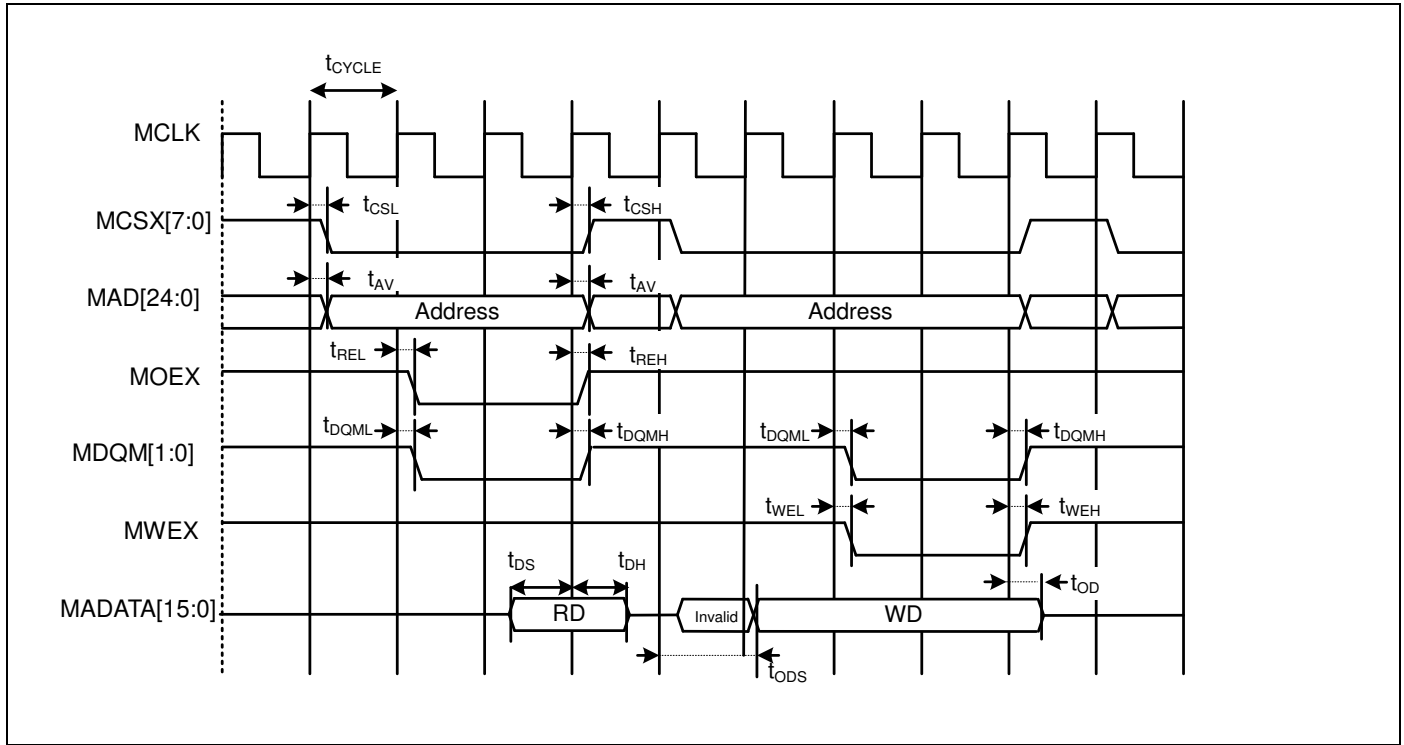 tCYCLE
MCLK
tCSL tCSH
MCSX[7:0]
tAV tAV
MAD[24:0] Address Address
tREL tREH
MOEX
tDQML tDQMH tDQML tDQMH
MDQM[1:0]
tWEL tWEH
MWEX
tDS tDH
tOD
MADATA[15:0] RD Invalid WD
tODS